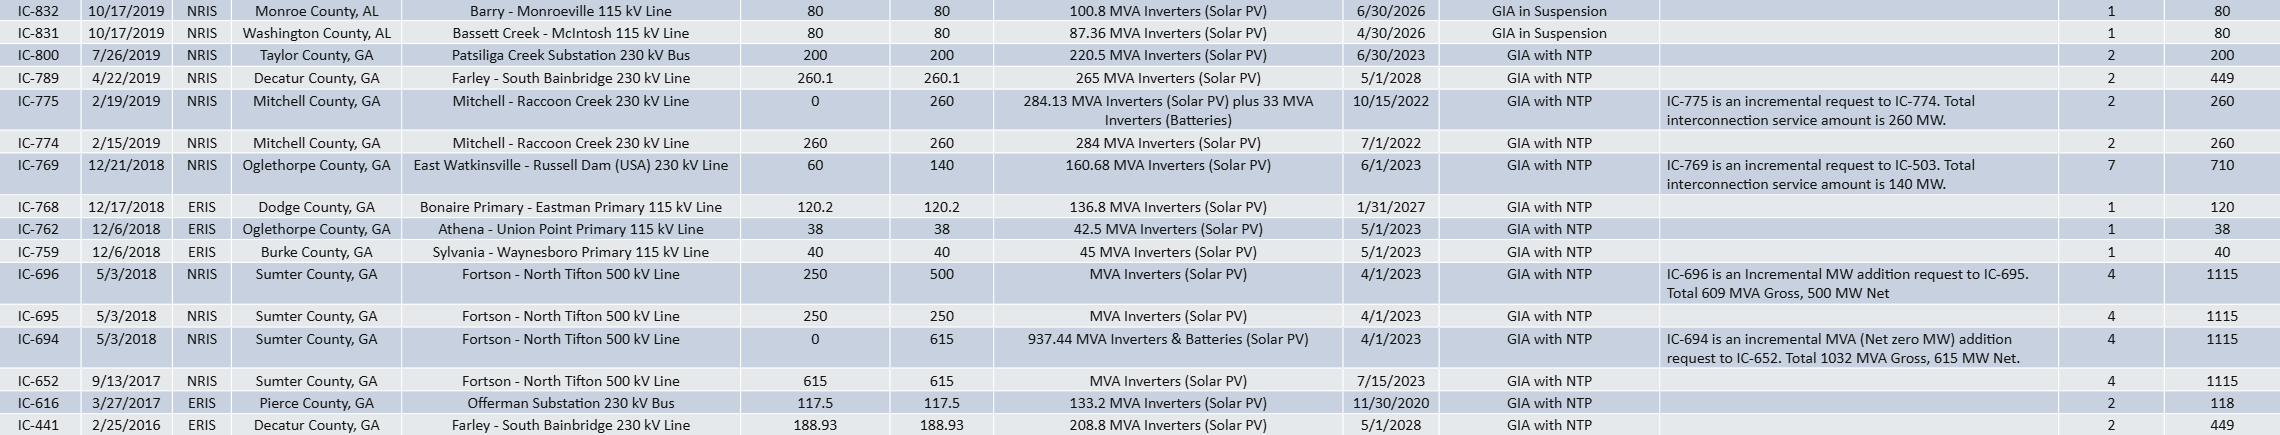 IC-832 10/17/2019 NRIS Monroe County, AL Barry - Monroeville 115 kV Line 80 80 100.8 MVA Inverters (Solar PV) 6/30/2026 GIA in Suspension 1 80
IC-831 10/17/2019 NRIS Washington County, AL Bassett Creek - McIntosh 115 kV Line 80 80 87.36 MVA Inverters (Solar PV) 4/30/2026 GIA in Suspension 1 80
IC-800 7/26/2019 NRIS Taylor County, GA Patsiliga Creek Substation 230 kV Bus 200 200 220.5 MVA Inverters (Solar PV) 6/30/2023 GIA with NTP 2 200
IC-789 4/22/2019 NRIS Decatur County, GA Farley - South Bainbridge 230 kV Line 260.1 260.1 265 MVA Inverters (Solar PV) 5/1/2028 GIA with NTP 2 449
IC-775 2/19/2019 NRIS Mitchell County, GA Mitchell - Raccoon Creek 230 kV Line 0 260 284.13 MVA Inverters (Solar PV) plus 33 MVA 10/15/2022 GIA with NTP IC-775 is an incremental request to IC-774. Total 2 260
Inverters (Batteries) interconnection service amount is 260 MW.
IC-774 2/15/2019 NRIS Mitchell County, GA Mitchell - Raccoon Creek 230 kV Line 260 260 284 MVA Inverters (Solar PV) 7/1/2022 GIA with NTP 2 260
IC-769 12/21/2018 NRIS Oglethorpe County, GA East Watkinsville - Russell Dam (USA) 230 kV Line 60 140 160.68 MVA Inverters (Solar PV) 6/1/2023 GIA with NTP IC-769 is an incremental request to IC-503. Total 7 710
interconnection service amount is 140 MW.
IC-768 12/17/2018 ERIS Dodge County, GA Bonaire Primary - Eastman Primary 115 kV Line 120.2 120.2 136.8 MVA Inverters (Solar PV) 1/31/2027 GIA with NTP 1 120
IC-762 12/6/2018 ERIS Oglethorpe County, GA Athena - Union Point Primary 115 kV Line 38 38 42.5 MVA Inverters (Solar PV) 5/1/2023 GIA with NTP 1 38
IC-759 12/6/2018 ERIS Burke County, GA Sylvania - Waynesboro Primary 115 kV Line 40 40 45 MVA Inverters (Solar PV) 5/1/2023 GIA with NTP 1 40
IC-696 5/3/2018 NRIS Sumter County, GA Fortson - North Tifton 500 kV Line 250 500 MVA Inverters (Solar PV) 4/1/2023 GIA with NTP IC-696 is an Incremental MW addition request to IC-695. 4 1115
Total 609 MVA Gross, 500 MW Net
IC-695 5/3/2018 NRIS Sumter County, GA Fortson - North Tifton 500 kV Line 250 250 MVA Inverters (Solar PV) 4/1/2023 GIA with NTP 4 1115
IC-694 5/3/2018 NRIS Sumter County, GA Fortson - North Tifton 500 kV Line 0 615 937.44 MVA Inverters & Batteries (Solar PV) 4/1/2023 GIA with NTP IC-694 is an incremental MVA (Net zero MW) addition 4 1115
request to IC-652. Total 1032 MVA Gross, 615 MW Net.
IC-652 9/13/2017 NRIS Sumter County, GA Fortson - North Tifton 500 kV Line 615 615 MVA Inverters (Solar PV) 7/15/2023 GIA with NTP 4 1115
IC-616 3/27/2017 ERIS Pierce County, GA Offerman Substation 230 kV Bus 117.5 117.5 133.2 MVA Inverters (Solar PV) 11/30/2020 GIA with NTP 2 118
IC-441 2/25/2016 ERIS Decatur County, GA Farley - South Bainbridge 230 kV Line 188.93 188.93 208.8 MVA Inverters (Solar PV) 5/1/2028 GIA with NTP 2 449